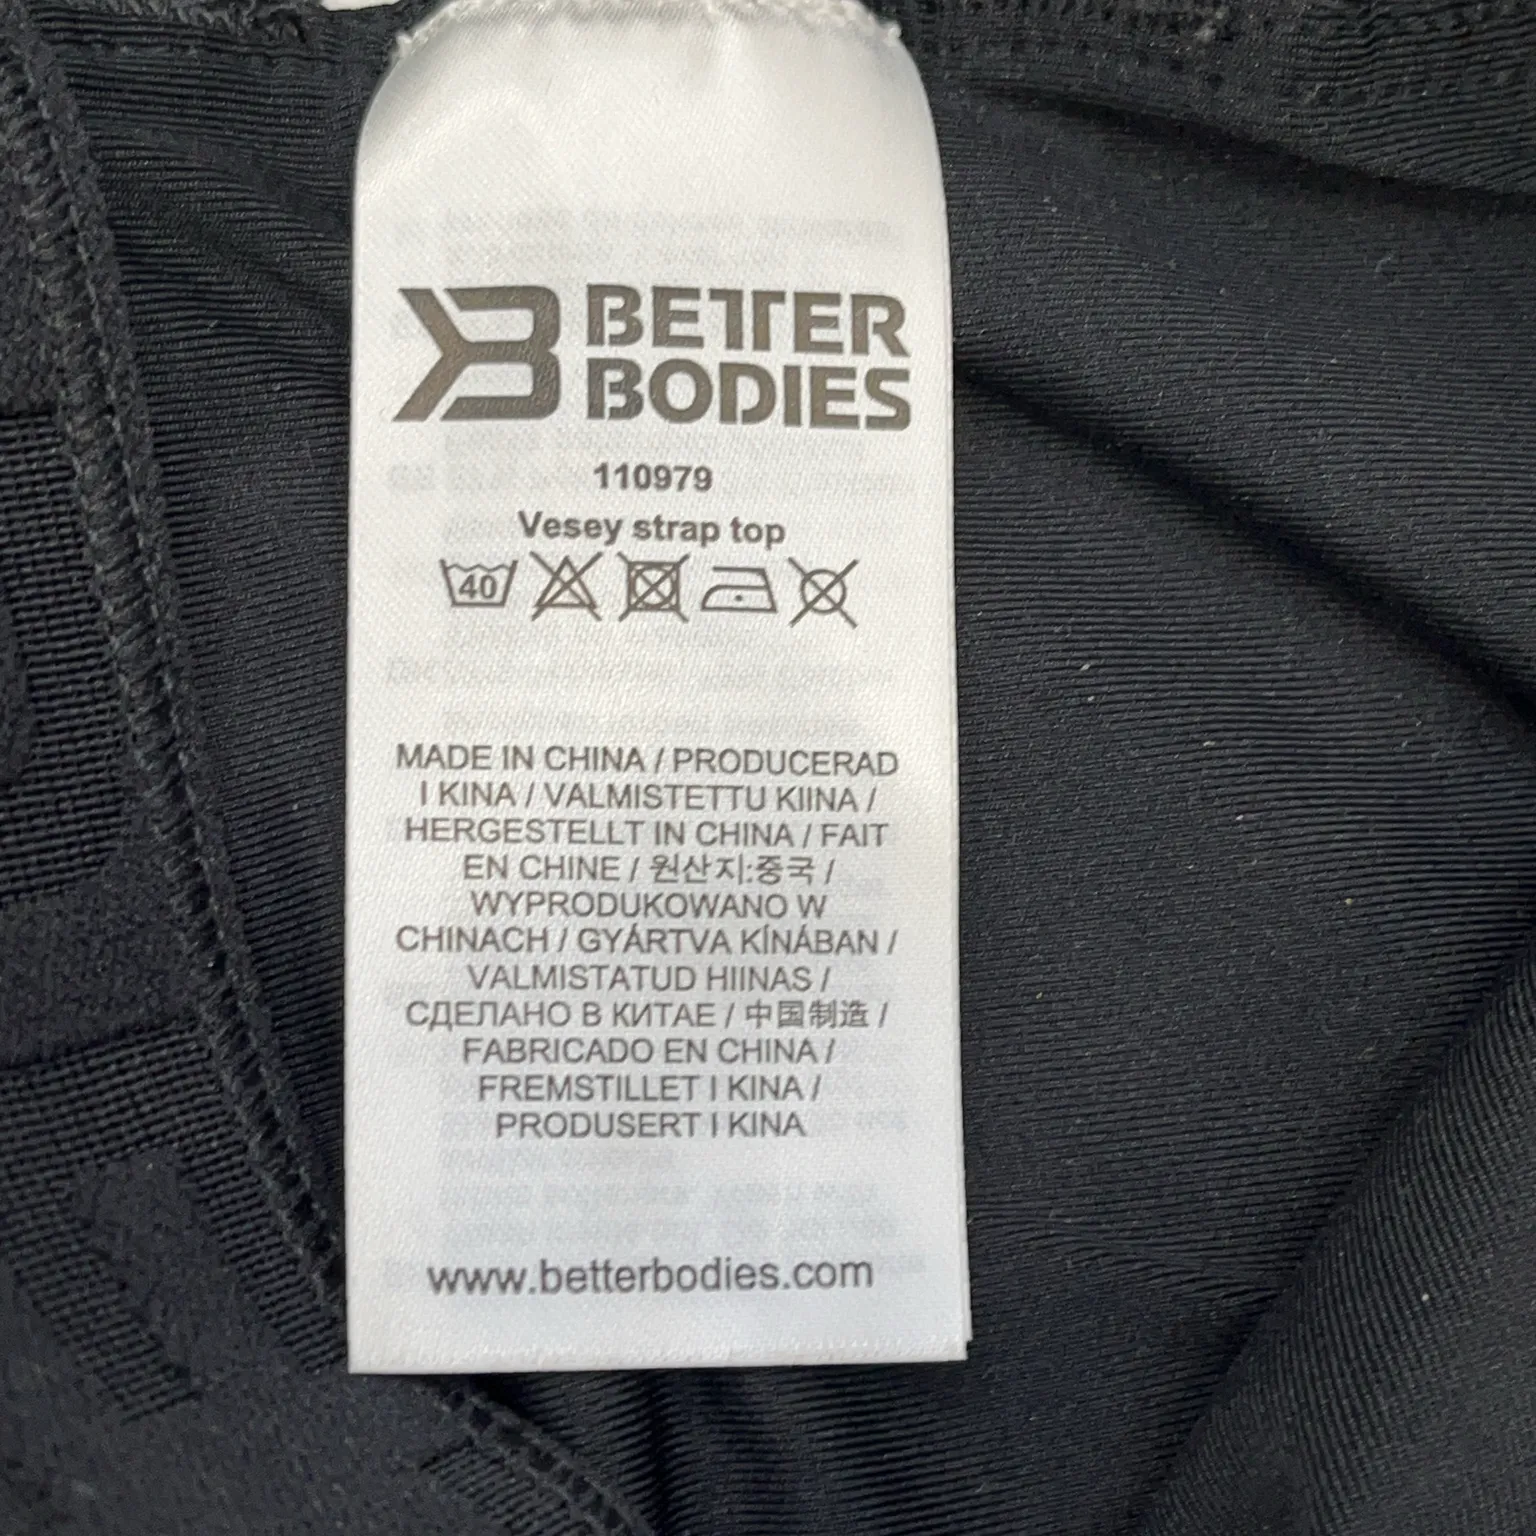 BETTER
BODIES
110979
Vesey strap top
40
MADE IN CHINA / PRODUCERAD
I KINA / VALMISTETTU KIINA /
HERGESTELLT IN CHINA / FAIT
EN CHINE / 원산지:중국 /
WYPRODUKOWANO W
CHINACH / GYÁRTVA KÍNÁBAN /
VALMISTATUD HIINAS /
СДЕЛАНО В КИТАЕ / 中国制造 /
FABRICADO EN CHINA /
FREMSTILLET I KINA /
PRODUSERT I KINA
www.betterbodies.com